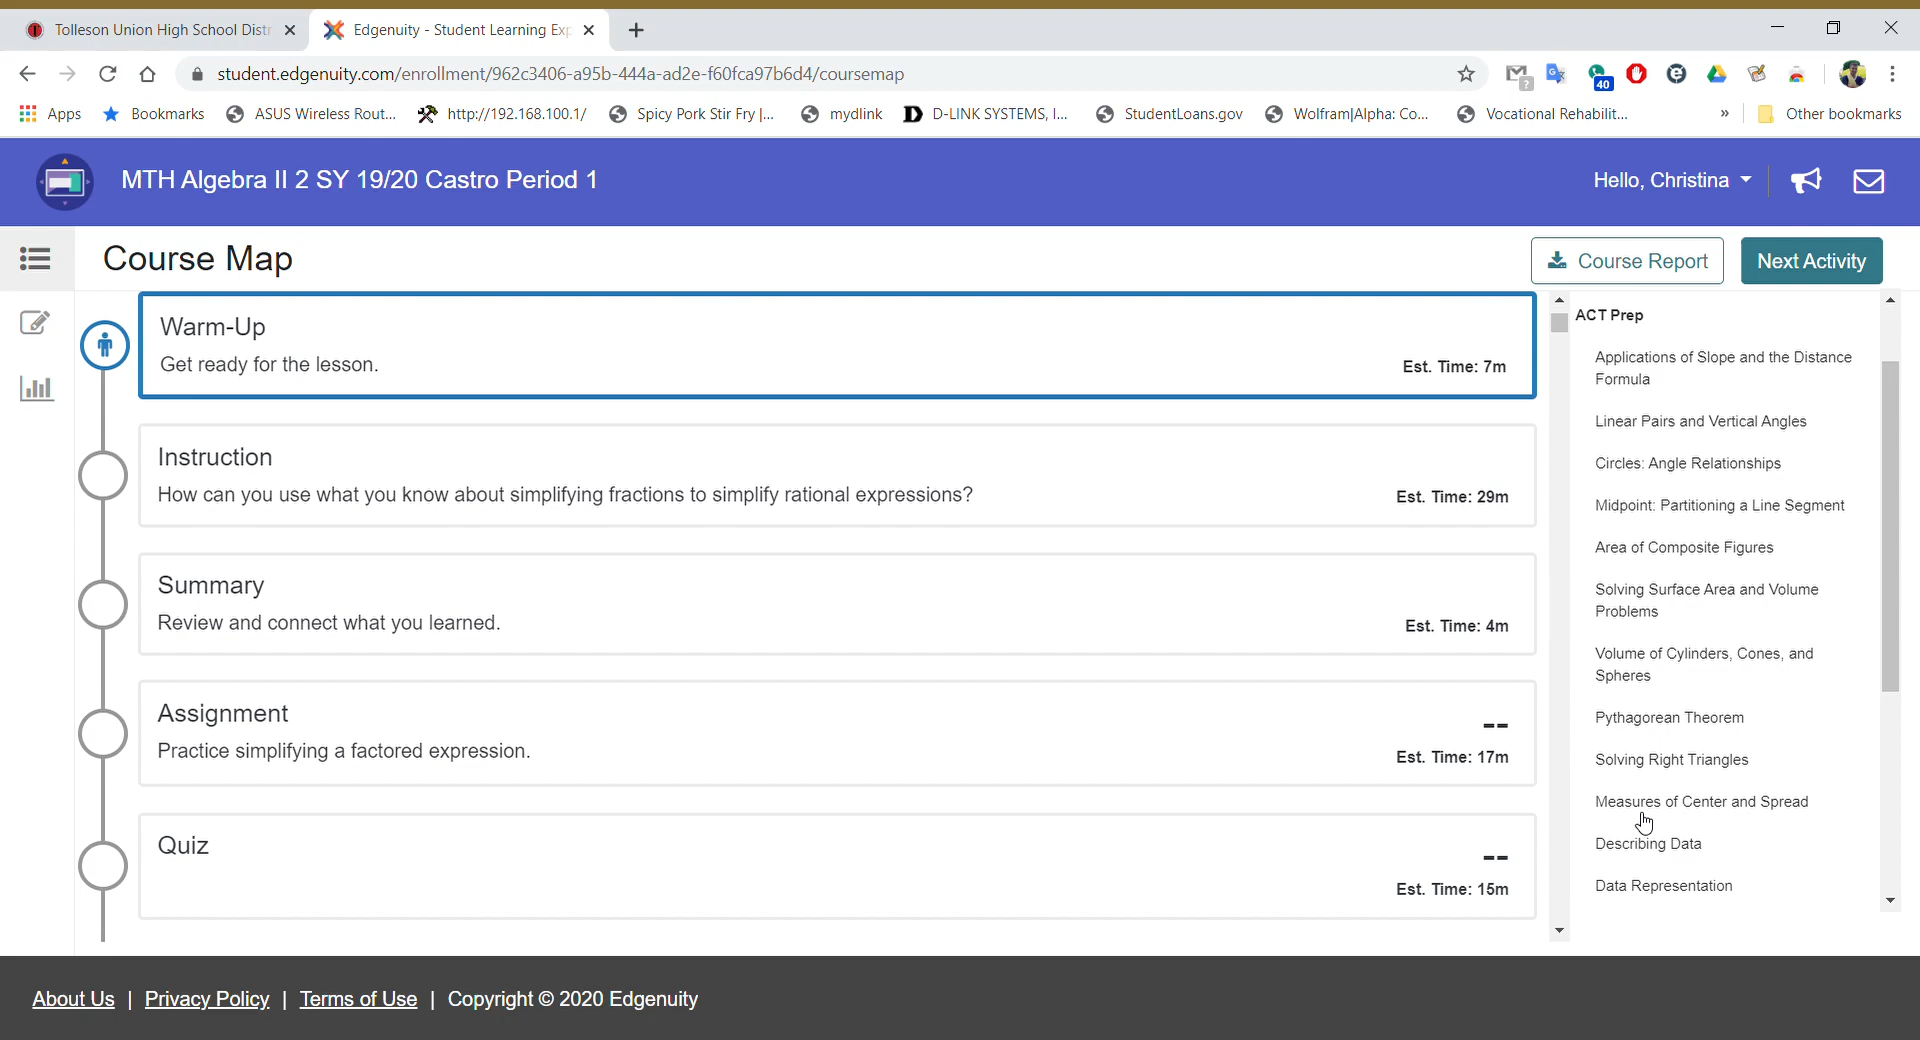 Tolleson Union High School Distr
Edgenuity - Student Learning Exp
student.edgenuity.com/enrollment/962c3406-a95b-444a-ad2e-f60fca97b6d4/coursemap
40
Apps
Bookmarks
ASUS Wireless Rout...
http://192.168.100.1/
Spicy Pork Stir Fry |...
mydlink
D-LINK SYSTEMS, I...
StudentLoans.gov
Wolfram|Alpha: Co...
Vocational Rehabilit...
»
Other bookmarks
MTH Algebra II 2 SY 19/20 Castro Period 1
Hello, Christina
Course Map
Course Report
Next Activity
Warm-Up
Get ready for the lesson.
Est. Time: 7m
Instruction
How can you use what you know about simplifying fractions to simplify rational expressions?
Est. Time: 29m
Summary
Review and connect what you learned.
Est. Time: 4m
Assignment
Practice simplifying a factored expression.
--
Est. Time: 17m
Quiz
--
Est. Time: 15m
ACT Prep
Applications of Slope and the Distance
Formula
Linear Pairs and Vertical Angles
Circles: Angle Relationships
Midpoint: Partitioning a Line Segment
Area of Composite Figures
Solving Surface Area and Volume
Problems
Volume of Cylinders, Cones, and
Spheres
Pythagorean Theorem
Solving Right Triangles
Measures of Center and Spread
Describing Data
Data Representation
About Us | Privacy Policy | Terms of Use | Copyright © 2020 Edgenuity